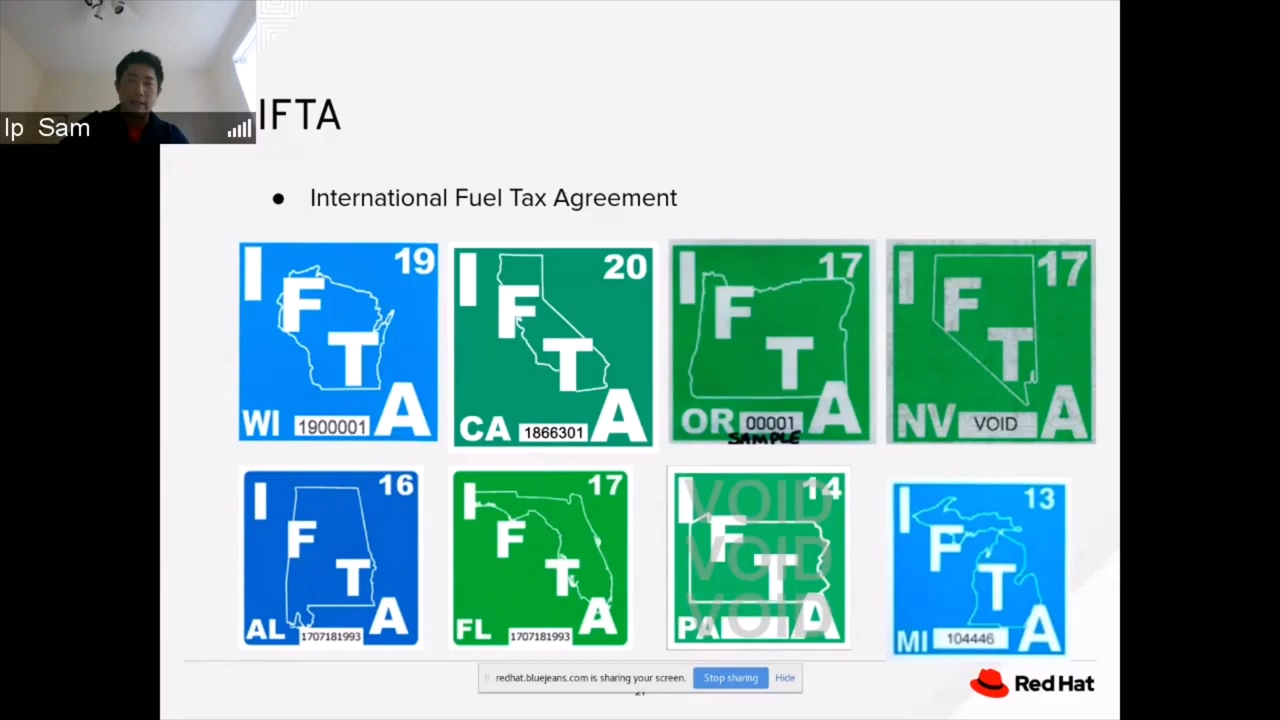 Ip Sam
IFTA
● International Fuel Tax Agreement
I 19
F
T
WI 1900001 A
I 20
F
T
CA 1866301 A
I 17
F
T
OR 00001 A
SAMPLE
I 17
F
T
NV VOID A
I 16
F
T
AL 1707181993 A
I 17
F
T
FL 1707181993 A
I VOID 14
F VOID
T
PA VOID A
I 13
F
T
MI 104446 A
redhat.bluejeans.com is sharing your screen. Stop sharing Hide
21
Red Hat